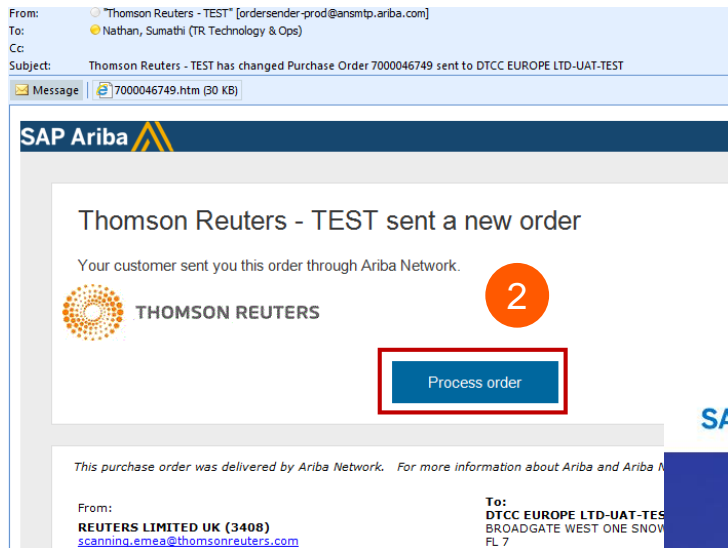 From: "Thomson Reuters - TEST" [ordersender-prod@ansmtp.ariba.com]
To: Nathan, Sumathi (TR Technology & Ops)
Cc:
Subject: Thomson Reuters - TEST has changed Purchase Order 7000046749 sent to DTCC EUROPE LTD-UAT-TEST
Message 7000046749.htm (30 KB)
SAP Ariba
Thomson Reuters - TEST sent a new order
Your customer sent you this order through Ariba Network.
2
THOMSON REUTERS
Process order
SA
This purchase order was delivered by Ariba Network. For more information about Ariba and Ariba N
From:
REUTERS LIMITED UK (3408)
scanning.emea@thomsonreuters.com
To:
DTCC EUROPE LTD-UAT-TES
BROADGATE WEST ONE SNOW
FL 7